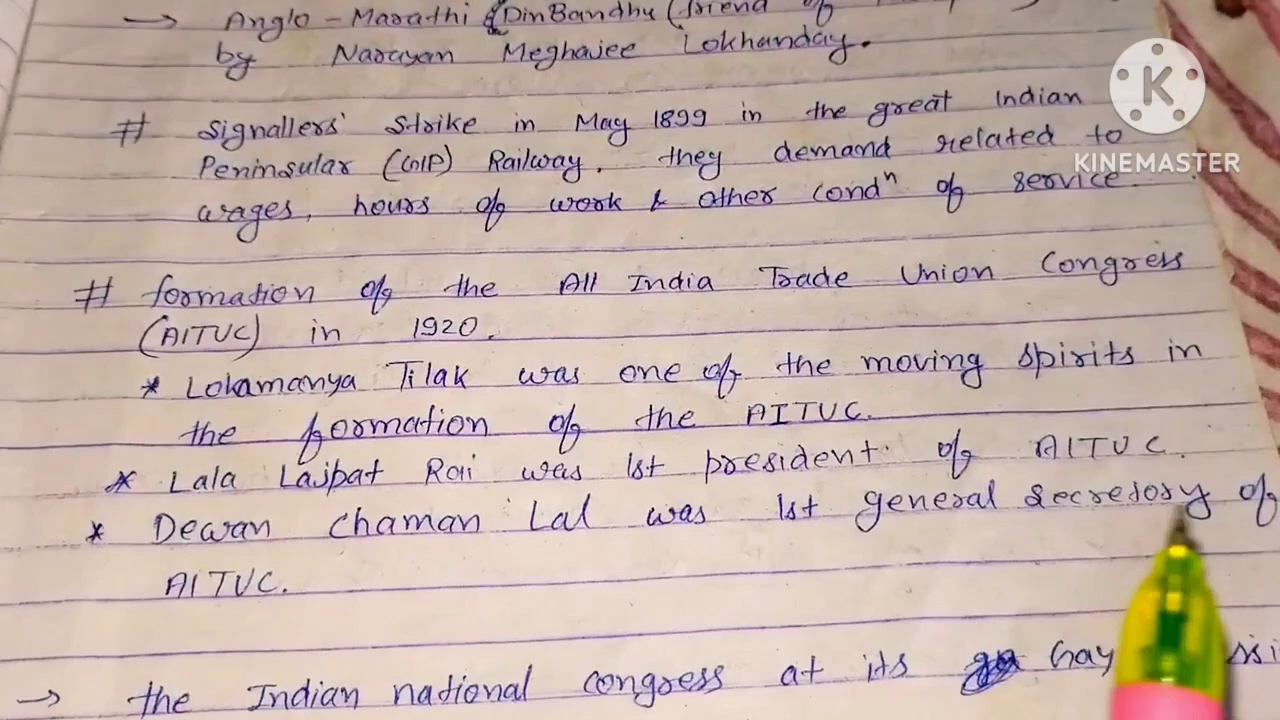 → Anglo - Marathi & DinBandhu (friend of
by Narayan Meghajee Lokhanday.
# Signallers' Strike in May 1899 in the great Indian
Peninsular (GIP) Railway. they demand related to
wages, hours of work & other condⁿ of service.
# formation of the All India Trade Union Congress
(AITUC) in 1920.
* Lokamanya Tilak was one of the moving spirits in
the formation of the AITUC.
* Lala Lajpat Rai was 1st president of AITUC.
* Dewan Chaman Lal was 1st general secretory of
AITUC.
→ the Indian national congress at its
KINEMASTER